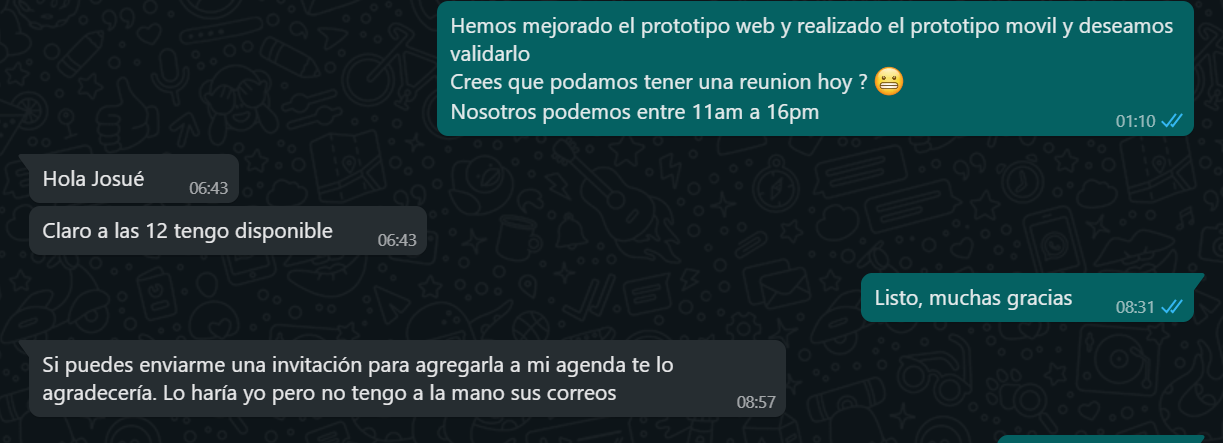 Hemos mejorado el prototipo web y realizado el prototipo movil y deseamos
validarlo
Crees que podamos tener una reunion hoy ? 😬
Nosotros podemos entre 11am a 16pm
01:10
Hola Josué
06:43
Claro a las 12 tengo disponible
06:43
Listo, muchas gracias
08:31
Si puedes enviarme una invitación para agregarla a mi agenda te lo
agradecería. Lo haría yo pero no tengo a la mano sus correos
08:57